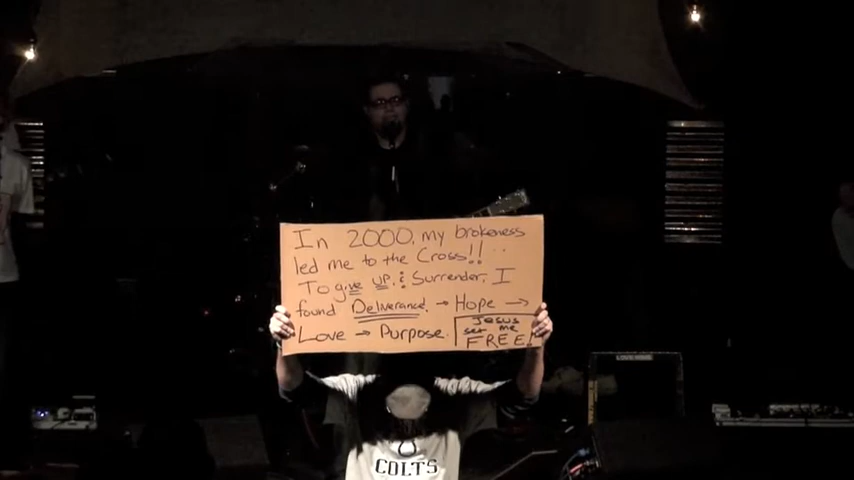 In 2000, my brokeness
led me to the Cross!!..
To give UP, & Surrender, I
found Deliverance. → Hope →
Love → Purpose.
Jesus
set me
FREE!
COLTS